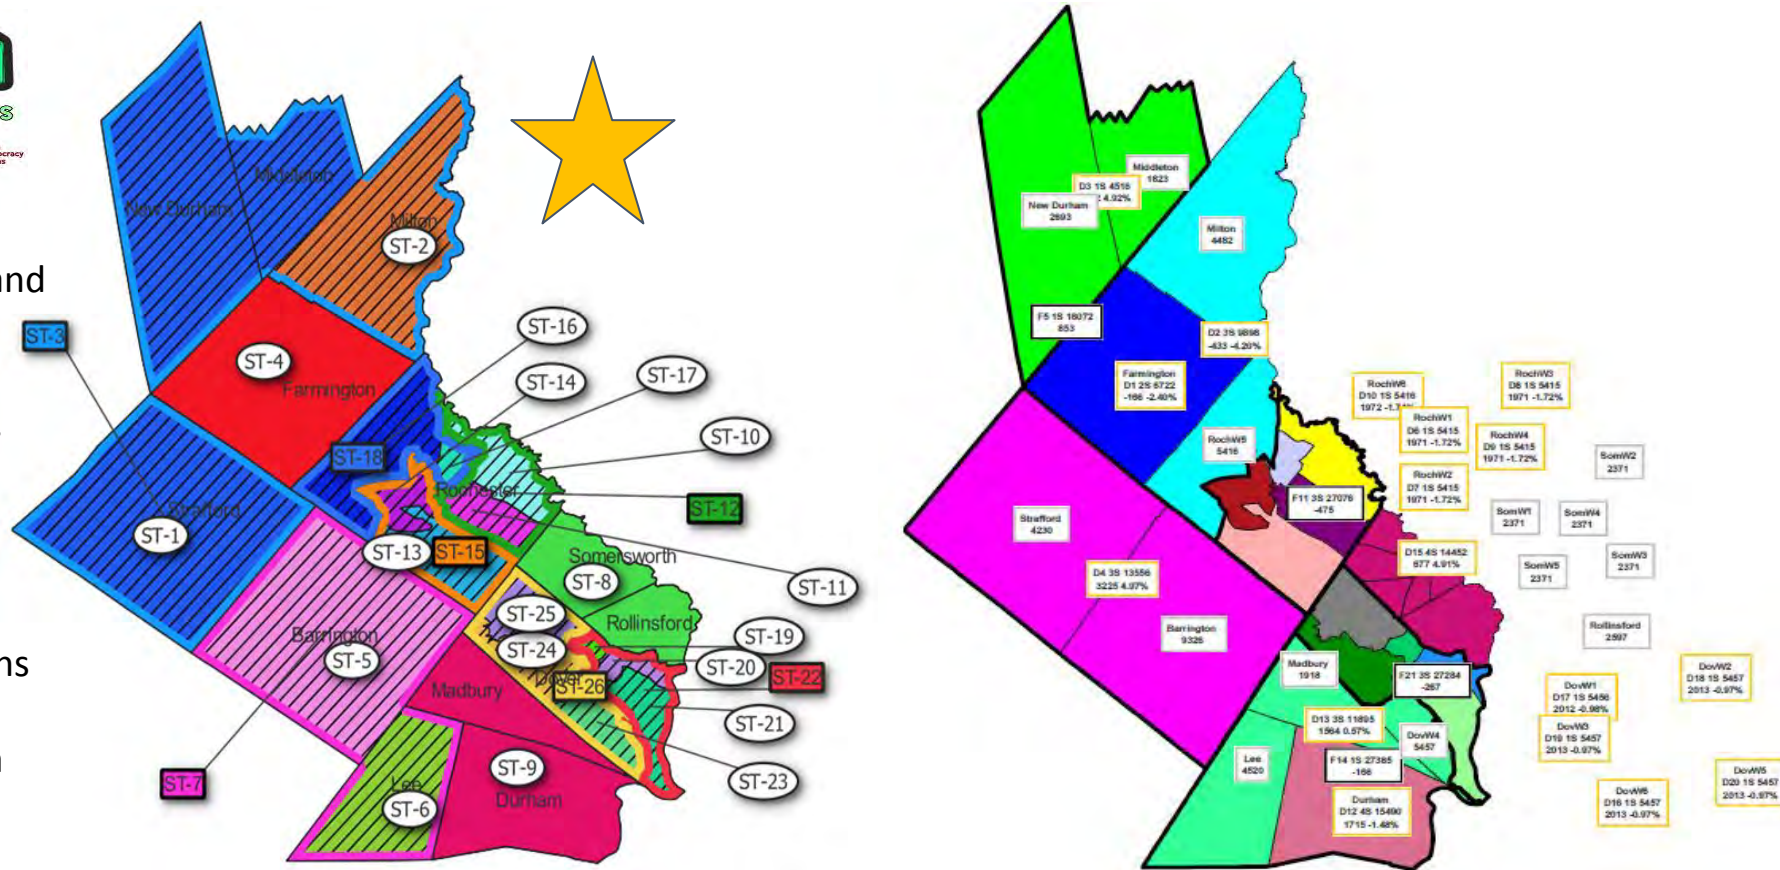 s
ocracy
ns
and
ns
New Durham
Middleton
Milton
ST-2
ST-3
ST-4
Farmington
ST-16
ST-14
ST-17
ST-10
ST-18
Rochester
ST-12
Strafford
ST-1
ST-13
ST-15
Somersworth
ST-8
ST-11
ST-25
Rollinsford
ST-19
Barrington
ST-5
ST-24
ST-20
ST-22
Dover
ST-26
Madbury
ST-21
ST-7
ST-9
ST-23
Lee
ST-6
Durham
Middleton
1823
D3 1S 4516
4.92%
New Durham
2693
Milton
4482
F5 1S 16072
853
D2 3S 9898
-433 -4.20%
Farmington
D1 2S 6722
-166 -2.40%
RochW5
5416
RochW6
D10 1S 5416
1972 -1.71%
RochW3
D8 1S 5415
1971 -1.72%
RochW1
D6 1S 5415
1971 -1.72%
RochW4
D9 1S 5415
1971 -1.72%
RochW2
D7 1S 5415
1971 -1.72%
SomW2
2371
F11 3S 27076
-475
SomW1
2371
SomW4
2371
Strafford
4230
D15 4S 14452
677 4.91%
SomW5
2371
SomW3
2371
D4 3S 13556
3225 4.97%
Barrington
9326
Rollinsford
2597
Madbury
1918
F21 3S 27284
-267
DovW1
D17 1S 5456
2012 -0.98%
DovW2
D18 1S 5457
2013 -0.97%
D13 3S 11895
1564 0.57%
DovW4
5457
DovW3
D19 1S 5457
2013 -0.97%
Lee
4520
F14 1S 27385
-166
DovW5
D20 1S 5457
2013 -0.97%
Durham
D12 4S 15490
1715 -1.48%
DovW6
D16 1S 5457
2013 -0.97%